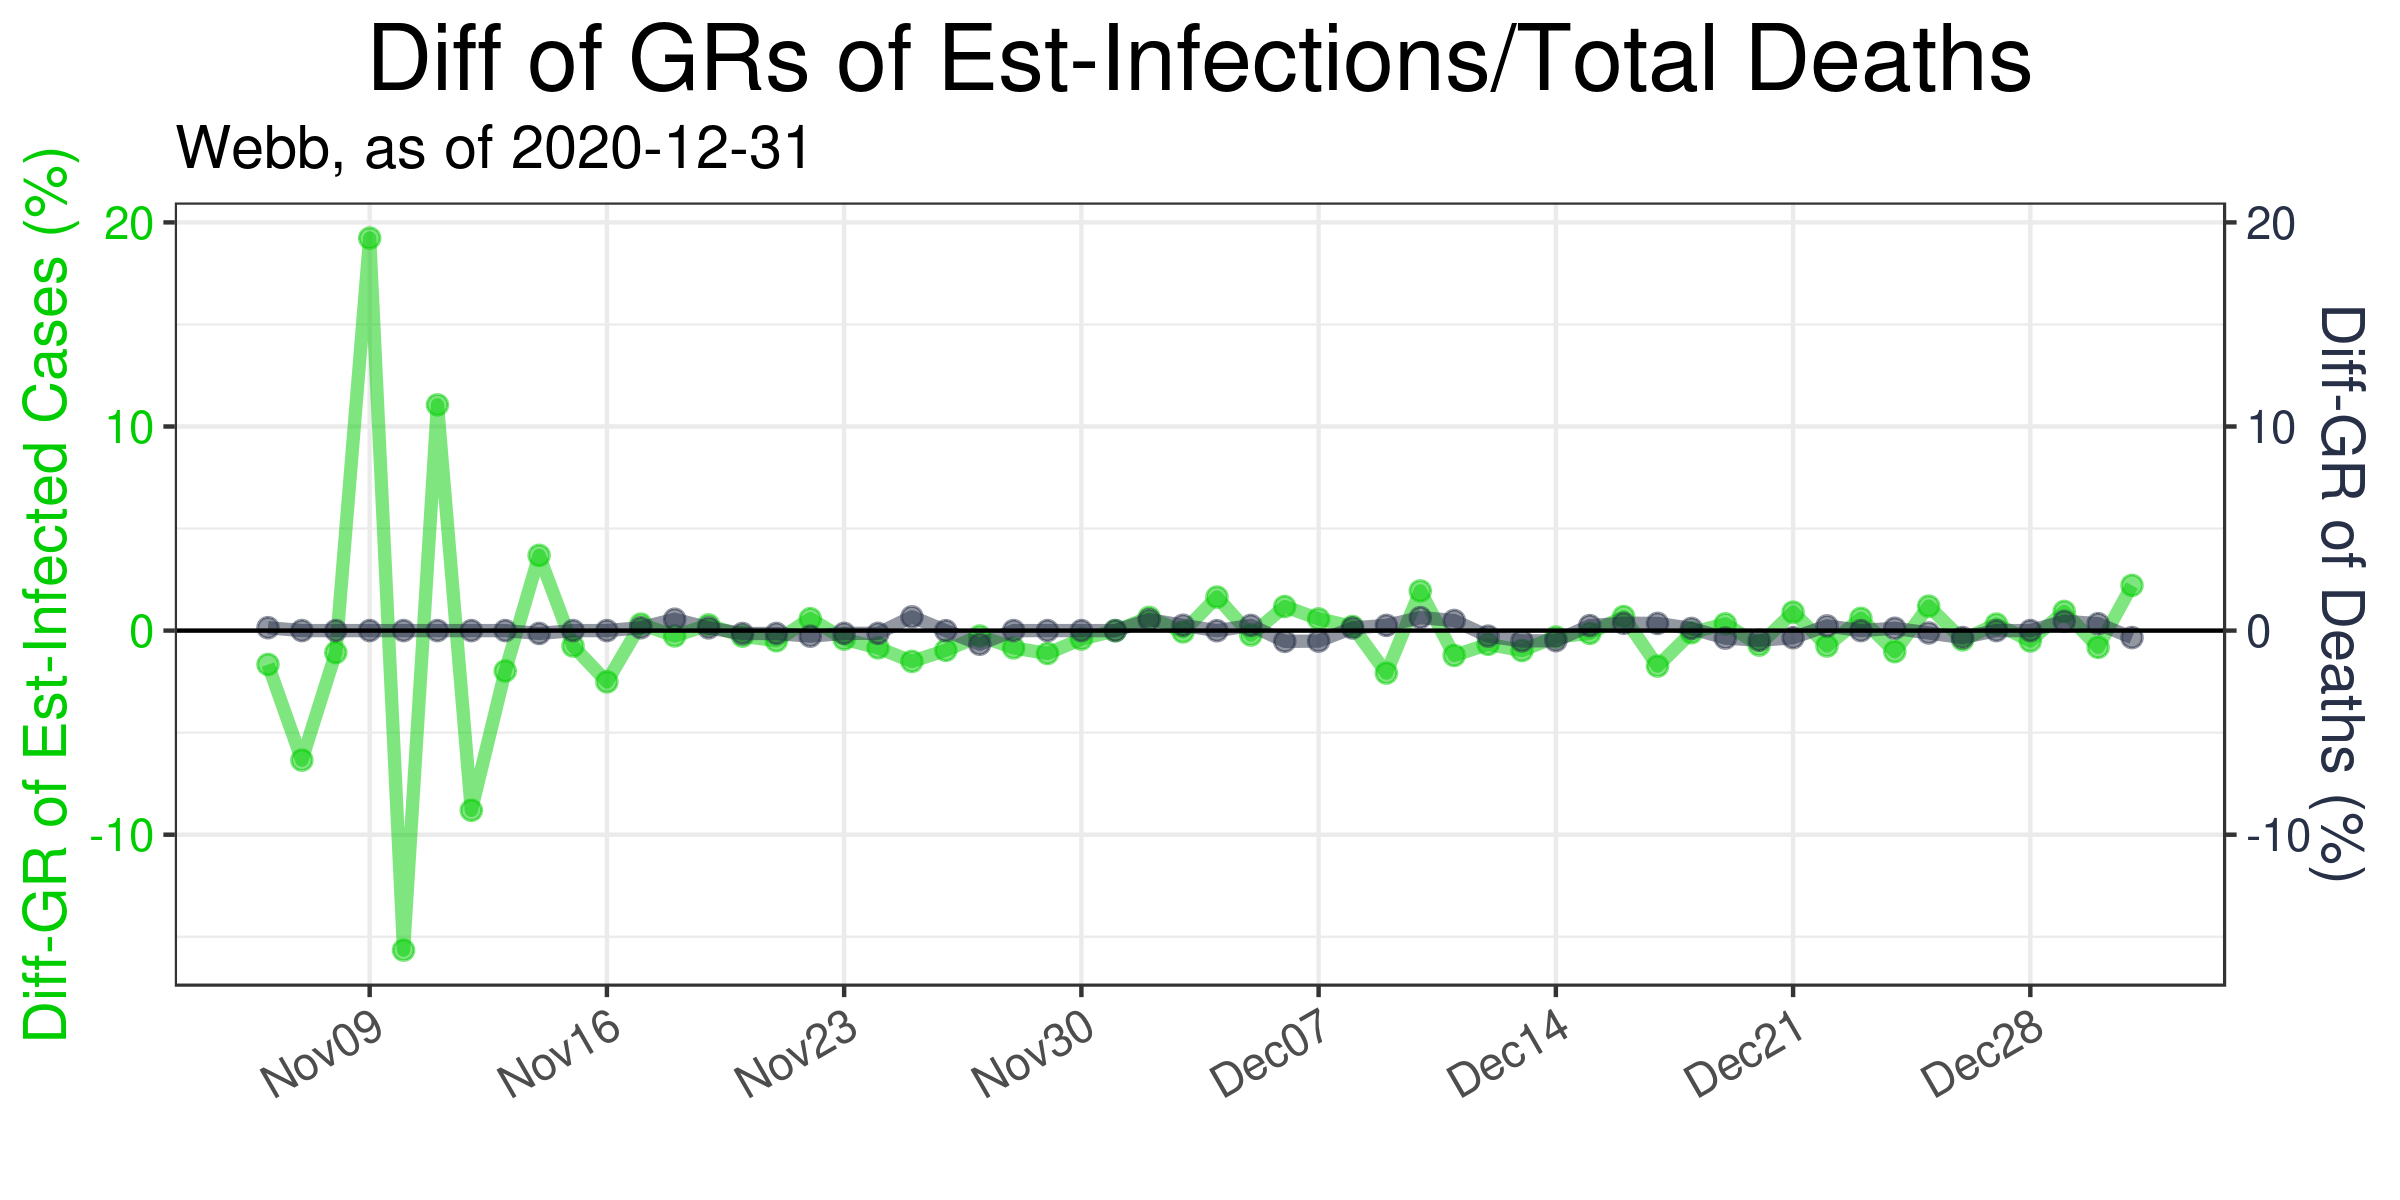 Diff of GRs of Est-Infections/Total Deaths
Webb, as of 2020-12-31
Diff-GR of Est-Infected Cases (%)
20
10
0
-10
20
10
0
-10
Diff-GR of Deaths (%)
Nov09
Nov16
Nov23
Nov30
Dec07
Dec14
Dec21
Dec28